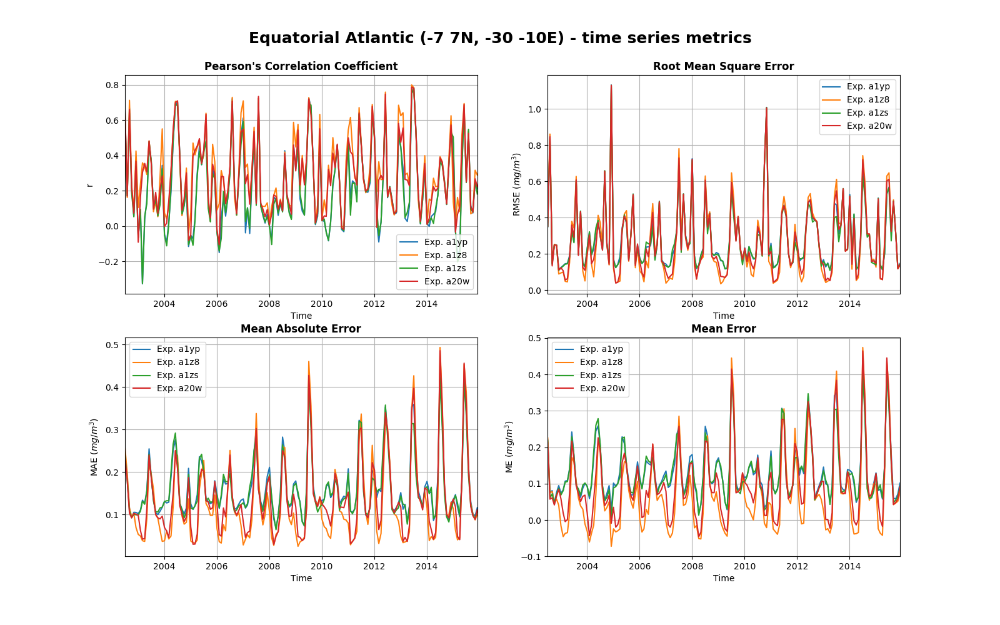 Equatorial Atlantic (-7 7N, -30 -10E) - time series metrics
Pearson's Correlation Coefficient
0.8
0.6
0.4
0.2
0.0
−0.2
r
2004 2006 2008 2010 2012 2014
Time
Exp. a1yp
Exp. a1z8
Exp. a1zs
Exp. a20w
Root Mean Square Error
1.0
0.8
0.6
0.4
0.2
0.0
RMSE (mg/m³)
2004 2006 2008 2010 2012 2014
Time
Exp. a1yp
Exp. a1z8
Exp. a1zs
Exp. a20w
Mean Absolute Error
0.5
0.4
0.3
0.2
0.1
MAE (mg/m³)
2004 2006 2008 2010 2012 2014
Time
Exp. a1yp
Exp. a1z8
Exp. a1zs
Exp. a20w
Mean Error
0.5
0.4
0.3
0.2
0.1
0.0
−0.1
ME (mg/m³)
2004 2006 2008 2010 2012 2014
Time
Exp. a1yp
Exp. a1z8
Exp. a1zs
Exp. a20w